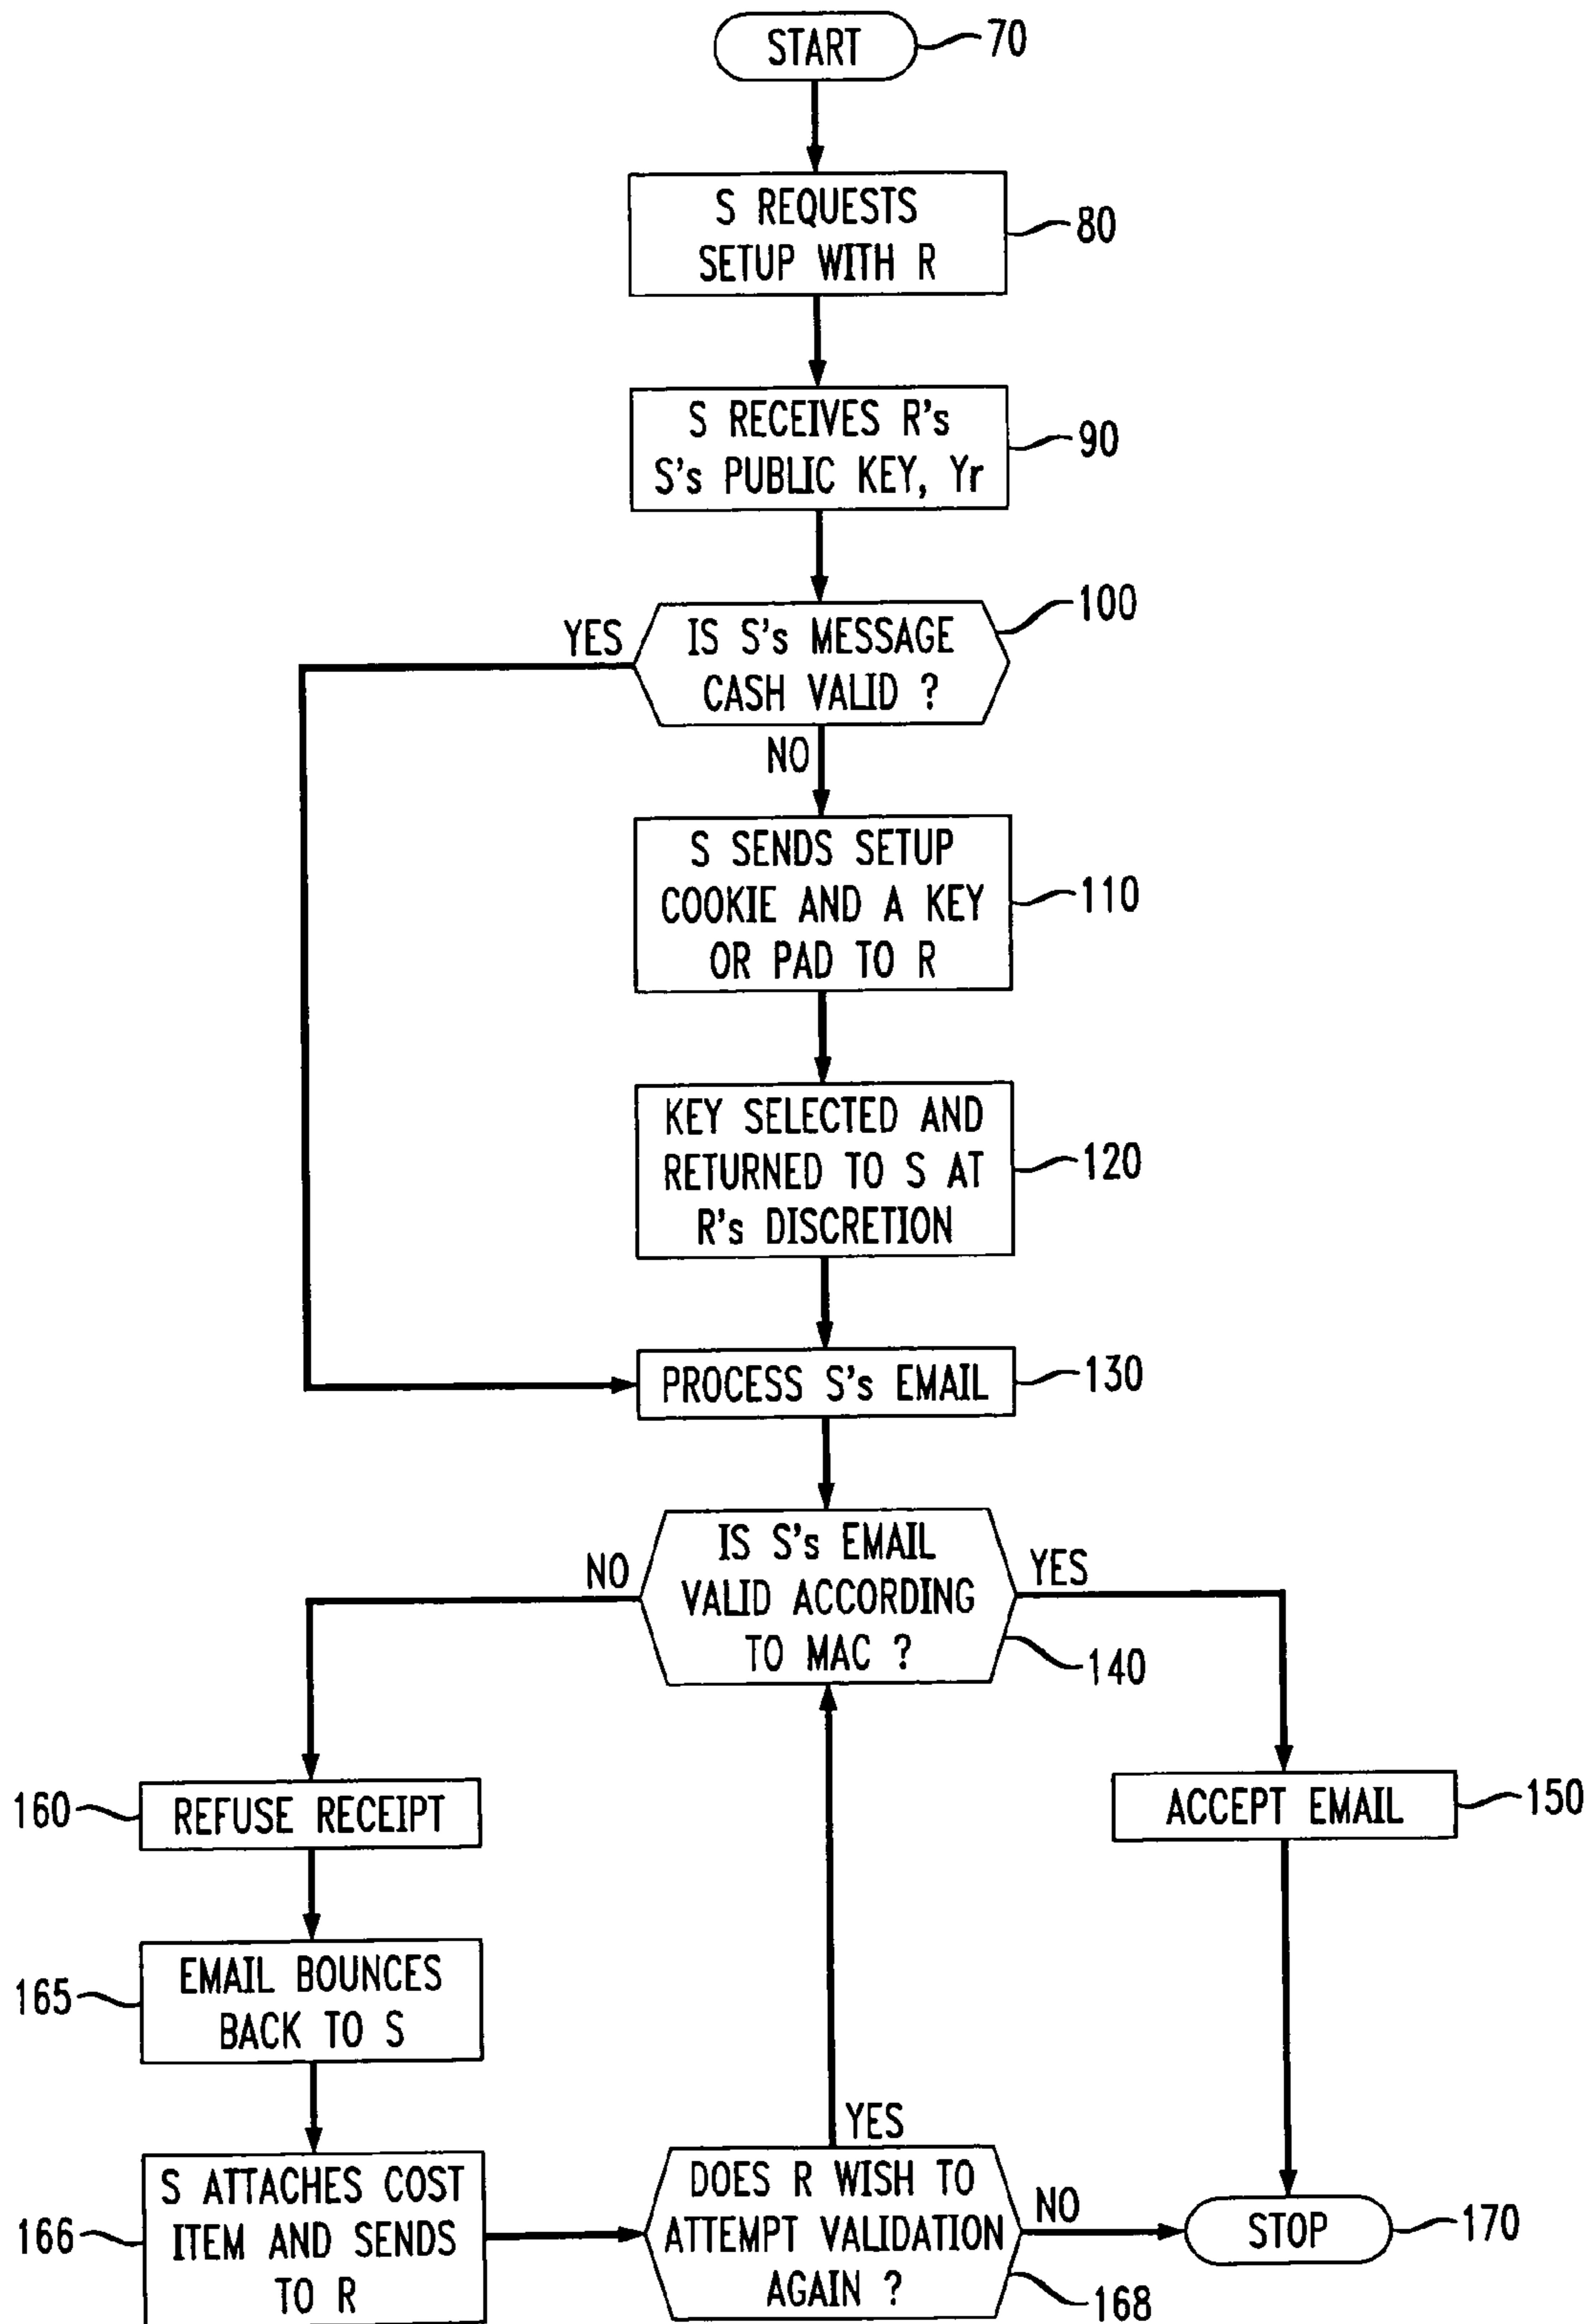 START
70
S REQUESTS
SETUP WITH R
80
S RECEIVES R's
S's PUBLIC KEY, Yr
90
IS S's MESSAGE
CASH VALID ?
100
YES
NO
S SENDS SETUP
COOKIE AND A KEY
OR PAD TO R
110
KEY SELECTED AND
RETURNED TO S AT
R's DISCRETION
120
PROCESS S's EMAIL
130
IS S's EMAIL
VALID ACCORDING
TO MAC ?
140
NO
YES
160
REFUSE RECEIPT
ACCEPT EMAIL
150
165
EMAIL BOUNCES
BACK TO S
166
S ATTACHES COST
ITEM AND SENDS
TO R
YES
DOES R WISH TO
ATTEMPT VALIDATION
AGAIN ?
168
NO
STOP
170